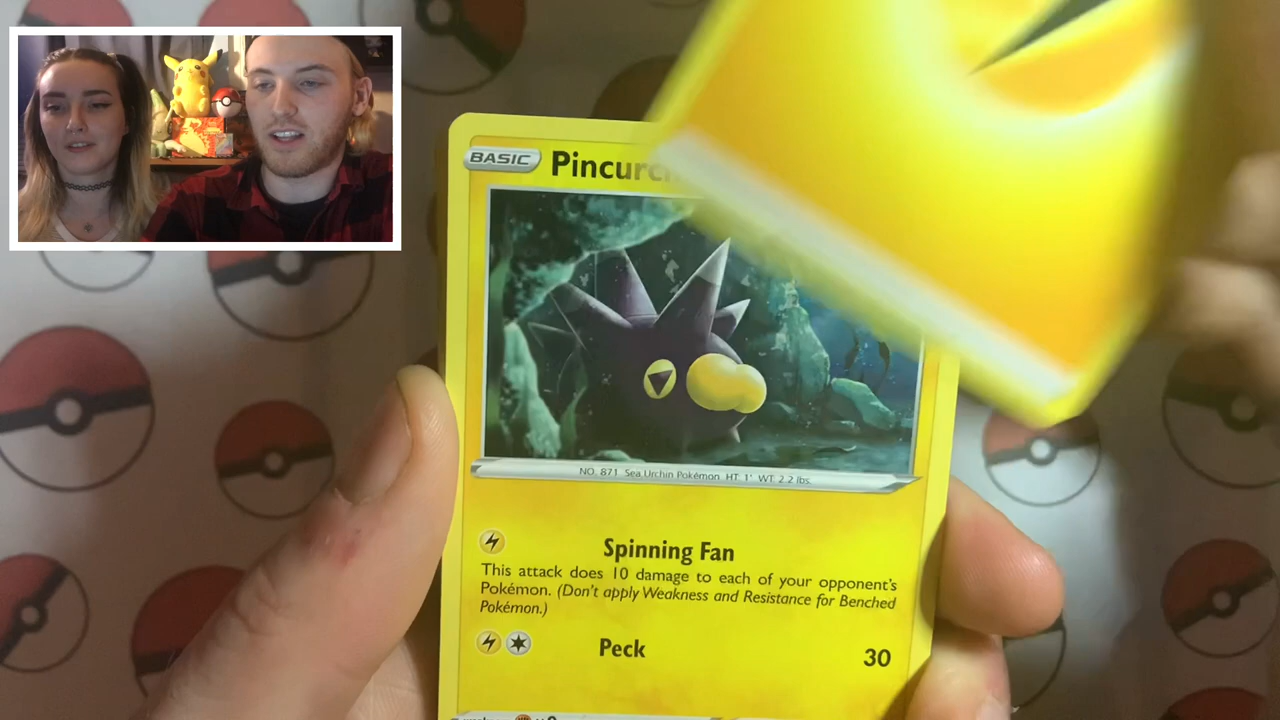 BASIC Pincurc
NO. 871 Sea Urchin Pokémon HT: 1' WT: 2.2 lbs.
Spinning Fan
This attack does 10 damage to each of your opponent's
Pokémon. (Don't apply Weakness and Resistance for Benched
Pokémon.)
Peck 30